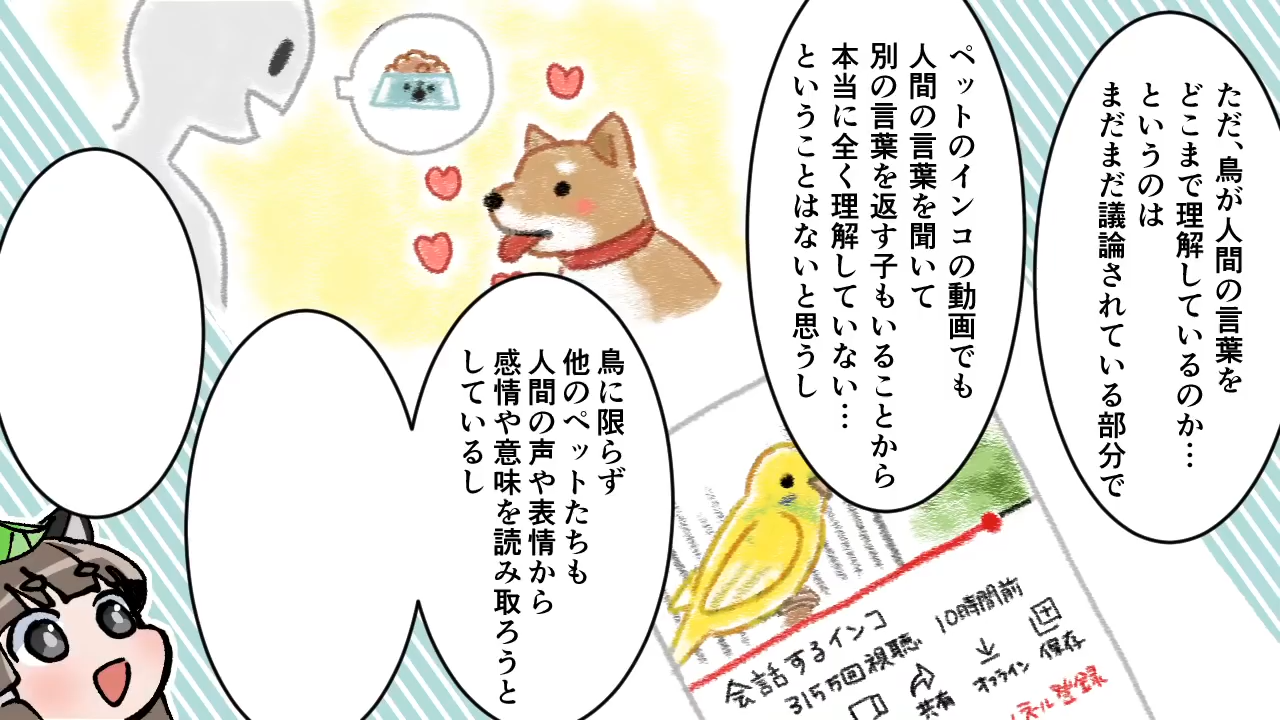 ただ、鳥が人間の言葉を
どこまで理解しているのか…
というのは
まだまだ議論されている部分で
ペットのインコの動画でも
人間の言葉を聞いて
別の言葉を返す子もいることから
本当に全く理解していない…
ということはないと思うし
鳥に限らず
他のペットたちも
人間の声や表情から
感情や意味を読み取ろうと
しているし
会話するインコ
315万回視聴 10時間前
共有
オフライン
保存
ネル登録